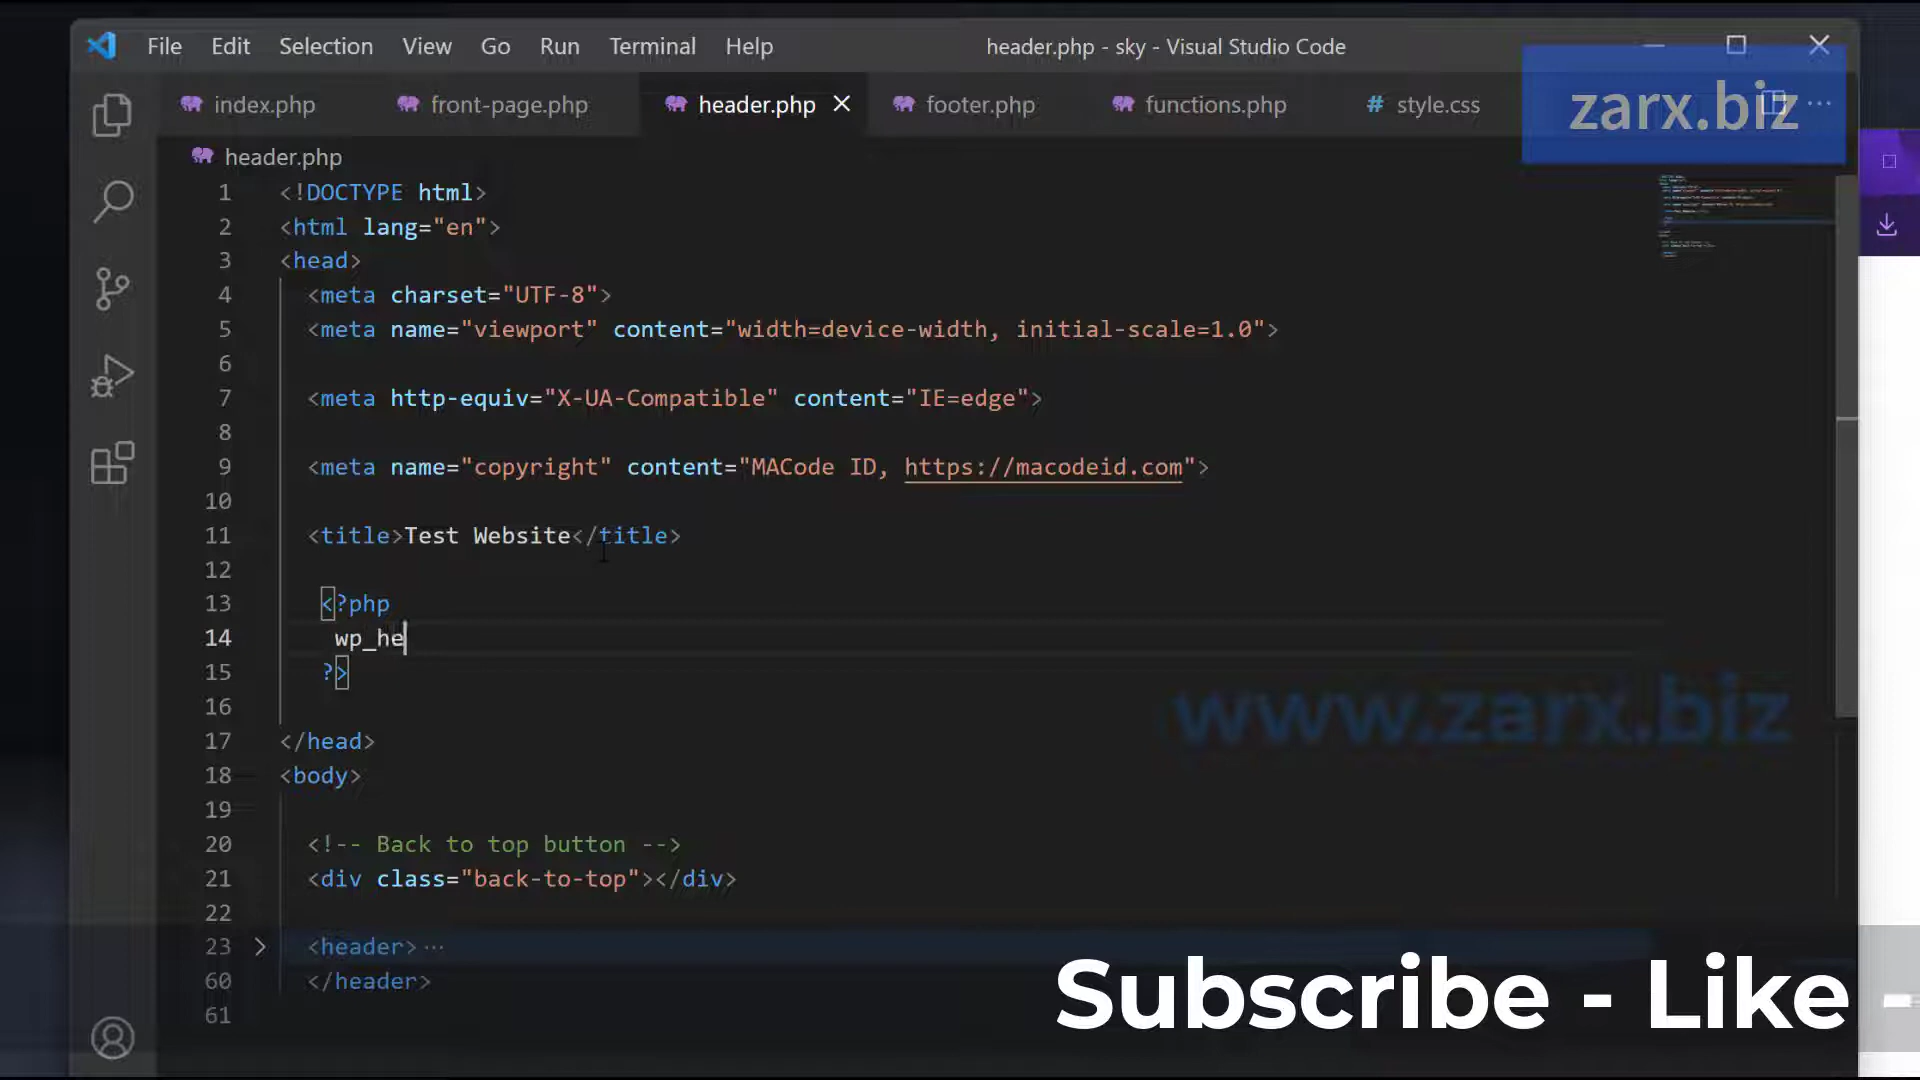 File Edit Selection View Go Run Terminal Help header.php - sky - Visual Studio Code
index.php front-page.php header.php footer.php functions.php # style.css
zarx.biz
header.php
1 <!DOCTYPE html>
2 <html lang="en">
3 <head>
4 <meta charset="UTF-8">
5 <meta name="viewport" content="width=device-width, initial-scale=1.0">
6
7 <meta http-equiv="X-UA-Compatible" content="IE=edge">
8
9 <meta name="copyright" content="MACode ID, https://macodeid.com">
10
11 <title>Test Website</title>
12
13 <?php
14 wp_he
15 ?>
16
www.zarx.biz
17 </head>
18 <body>
19
20 <!-- Back to top button -->
21 <div class="back-to-top"></div>
22
23 <header>···
60 </header>
61
Subscribe - Like -